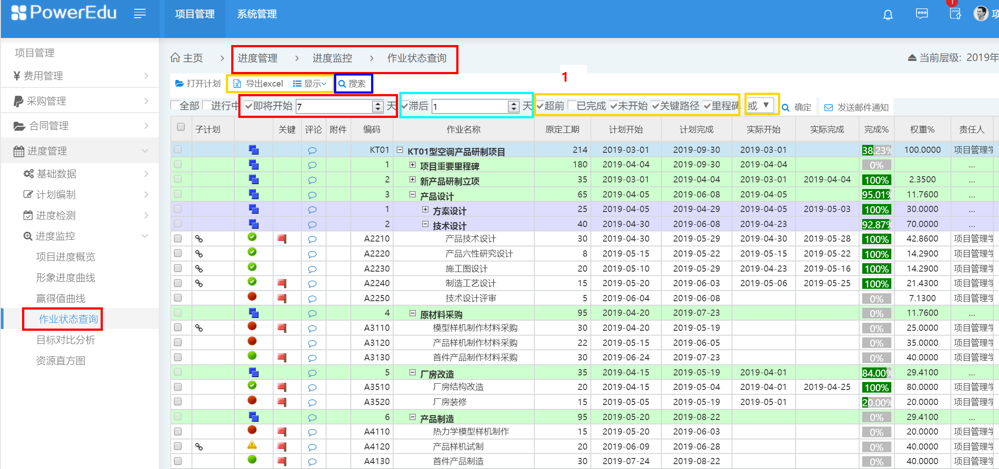 PowerEdu 项目管理 系统管理 1
项目管理
¥ 费用管理
采购管理
合同管理
进度管理
基础数据
计划编制
进度检测
进度监控
项目进度概览
形象进度曲线
赢得值曲线
作业状态查询
目标对比分析
资源直方图
主页 > 进度管理 > 进度监控 > 作业状态查询 当前层级: 2019年
1
打开计划 导出excel 显示 搜索
全部 进行中 即将开始 7 天 滞后 1 天 超前 已完成 未开始 关键路径 里程碑 或 确定 发送邮件通知
子计划 关键 评论 附件 编码 作业名称 原定工期 计划开始 计划完成 实际开始 实际完成 完成% 权重% 责任人
KT01 KT01型空调产品研制项目 214 2019-03-01 2019-09-30 2019-03-01 38.23% 100.0000 项目管理学
1 项目重要里程碑 180 2019-04-04 2019-09-30 2019-04-04 0% ...
2 新产品研制立项 35 2019-03-01 2019-04-04 2019-03-01 2019-04-04 100% 2.3500 ...
3 产品设计 65 2019-04-05 2019-06-08 2019-04-05 95.01% 11.7600 ...
1 方案设计 25 2019-04-05 2019-04-29 2019-04-05 2019-05-03 100% 30.0000 ...
2 技术设计 40 2019-04-30 2019-06-08 2019-04-23 92.87% 70.0000 ...
A2210 产品技术设计 30 2019-04-30 2019-05-29 2019-04-30 2019-05-28 100% 42.8600 项目管理学
A2220 产品六性研究设计 8 2019-05-15 2019-05-22 2019-05-15 2019-05-22 100% 14.2900 项目管理学
A2230 施工图设计 20 2019-05-10 2019-05-29 2019-04-23 2019-05-16 100% 14.2900 项目管理学
A2240 制造工艺设计 15 2019-05-20 2019-06-03 2019-05-06 2019-05-25 100% 21.4300 项目管理学
A2250 技术设计评审 5 2019-06-04 2019-06-08 0% 7.1300 项目管理学
4 原材料采购 95 2019-04-20 2019-07-23 0% 11.7600 ...
A3110 模型样机制作材料采购 30 2019-04-20 2019-05-19 0% 25.0000 项目管理学
A3120 产品样机制作材料采购 22 2019-05-15 2019-06-05 0% 35.0000 项目管理学
A3130 首件产品制作材料采购 30 2019-06-24 2019-07-23 0% 40.0000 项目管理学
5 厂房改造 35 2019-04-15 2019-05-19 2019-04-01 84.00% 29.4100 ...
A3510 厂房结构改造 20 2019-04-15 2019-05-04 2019-04-01 2019-04-25 100% 80.0000 项目管理学
A3520 厂房装修 15 2019-05-05 2019-05-19 2019-05-01 20.00% 20.0000 项目管理学
6 产品制造 95 2019-05-20 2019-08-22 0% 29.4100 ...
A4110 热力学模型样机制作 15 2019-05-20 2019-06-03 0% 20.0000 项目管理学
A4120 产品样机试制 20 2019-06-09 2019-06-28 0% 40.0000 项目管理学
A4130 首件产品制造 30 2019-07-24 2019-08-22 0% 40.0000 项目管理学